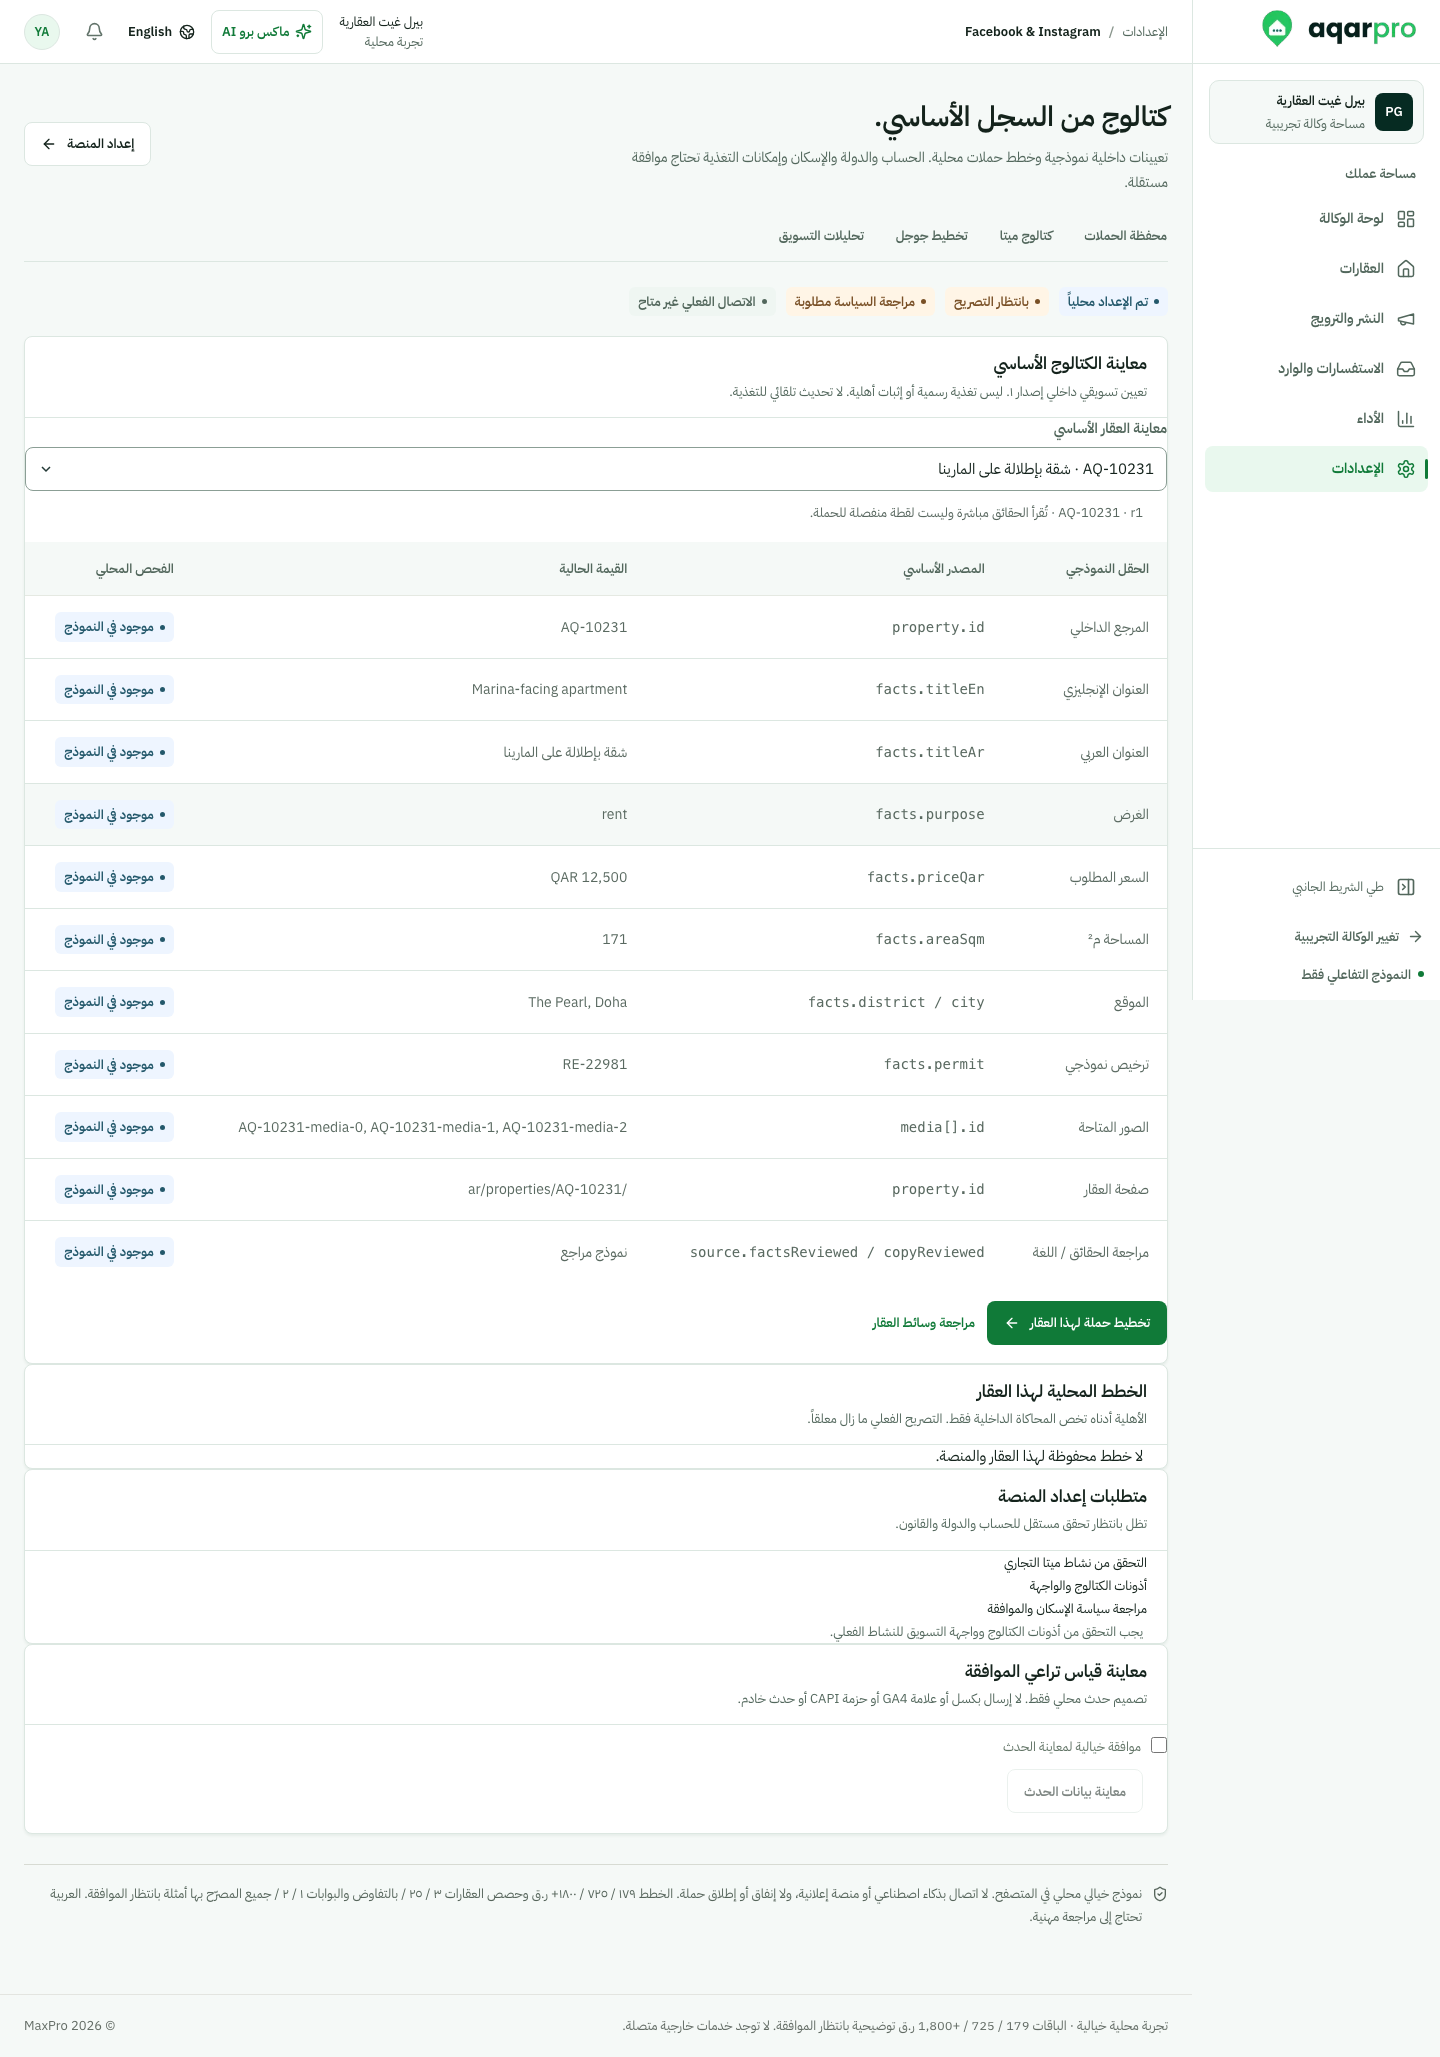 aqarpro
الإعدادات / Facebook & Instagram
بيرل غيت العقارية
تجربة محلية
ماكس برو AI
English
YA
PG
بيرل غيت العقارية
مساحة وكالة تجريبية
مساحة عملك
لوحة الوكالة
العقارات
النشر والترويج
الاستفسارات والوارد
الأداء
الإعدادات
طي الشريط الجانبي
تغيير الوكالة التجريبية
النموذج التفاعلي فقط
كتالوج من السجل الأساسي.
تعيينات داخلية نموذجية وخطط حملات محلية. الحساب والدولة والإسكان وإمكانات التغذية تحتاج موافقة
مستقلة.
إعداد المنصة
محفظة الحملات
كتالوج ميتا
تخطيط جوجل
تحليلات التسويق
تم الإعداد محلياً
بانتظار التصريح
مراجعة السياسة مطلوبة
الاتصال الفعلي غير متاح
معاينة الكتالوج الأساسي
تعيين تسويقي داخلي إصدار ١. ليس تغذية رسمية أو إثبات أهلية. لا تحديث تلقائي للتغذية.
معاينة العقار الأساسي
AQ-10231 · شقة بإطلالة على المارينا
AQ-10231 · r1 · تُقرأ الحقائق مباشرة وليست لقطة منفصلة للحملة.
الحقل النموذجي المصدر الأساسي القيمة الحالية الفحص المحلي
المرجع الداخلي property.id AQ-10231 موجود في النموذج
العنوان الإنجليزي facts.titleEn Marina-facing apartment موجود في النموذج
العنوان العربي facts.titleAr شقة بإطلالة على المارينا موجود في النموذج
الغرض facts.purpose rent موجود في النموذج
السعر المطلوب facts.priceQar QAR 12,500 موجود في النموذج
المساحة م² facts.areaSqm 171 موجود في النموذج
الموقع facts.district / city The Pearl, Doha موجود في النموذج
ترخيص نموذجي facts.permit RE-22981 موجود في النموذج
الصور المتاحة media[].id AQ-10231-media-0, AQ-10231-media-1, AQ-10231-media-2 موجود في النموذج
صفحة العقار property.id ar/properties/AQ-10231/ موجود في النموذج
مراجعة الحقائق / اللغة source.factsReviewed / copyReviewed نموذج مراجع موجود في النموذج
تخطيط حملة لهذا العقار
مراجعة وسائط العقار
الخطط المحلية لهذا العقار
الأهلية أدناه تخص المحاكاة الداخلية فقط. التصريح الفعلي ما زال معلقاً.
لا خطط محفوظة لهذا العقار والمنصة.
متطلبات إعداد المنصة
تظل بانتظار تحقق مستقل للحساب والدولة والقانون.
التحقق من نشاط ميتا التجاري
أذونات الكتالوج والواجهة
مراجعة سياسة الإسكان والموافقة
يجب التحقق من أذونات الكتالوج وواجهة التسويق للنشاط الفعلي.
معاينة قياس تراعي الموافقة
تصميم حدث محلي فقط. لا إرسال بكسل أو علامة GA4 أو حزمة CAPI أو حدث خادم.
موافقة خيالية لمعاينة الحدث
معاينة بيانات الحدث
نموذج خيالي محلي في المتصفح. لا اتصال بذكاء اصطناعي أو منصة إعلانية، ولا إنفاق أو إطلاق حملة. الخطط ١٧٩ / ٧٢٥ / ١٨٠٠+ ر.ق وحصص العقارات ٣ / ٢٥ / بالتفاوض والبوابات ١ / ٢ / جميع المصرّح بها أمثلة بانتظار الموافقة. العربية
تحتاج إلى مراجعة مهنية.
تجربة محلية خيالية · الباقات 179 / 725 / +1,800 ر.ق توضيحية بانتظار الموافقة. لا توجد خدمات خارجية متصلة.
© 2026 MaxPro